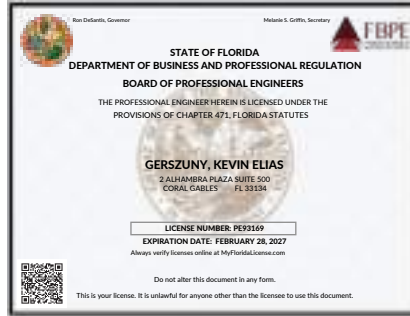 Ron DeSantis, Governor
Melanie S. Griffin, Secretary
FBPE
STATE OF FLORIDA
DEPARTMENT OF BUSINESS AND PROFESSIONAL REGULATION
BOARD OF PROFESSIONAL ENGINEERS
THE PROFESSIONAL ENGINEER HEREIN IS LICENSED UNDER THE
PROVISIONS OF CHAPTER 471, FLORIDA STATUTES
GERSZUNY, KEVIN ELIAS
2 ALHAMBRA PLAZA SUITE 500
CORAL GABLES FL 33134
LICENSE NUMBER: PE93169
EXPIRATION DATE: FEBRUARY 28, 2027
Always verify licenses online at MyFloridaLicense.com
Do not alter this document in any form.
This is your license. It is unlawful for anyone other than the licensee to use this document.